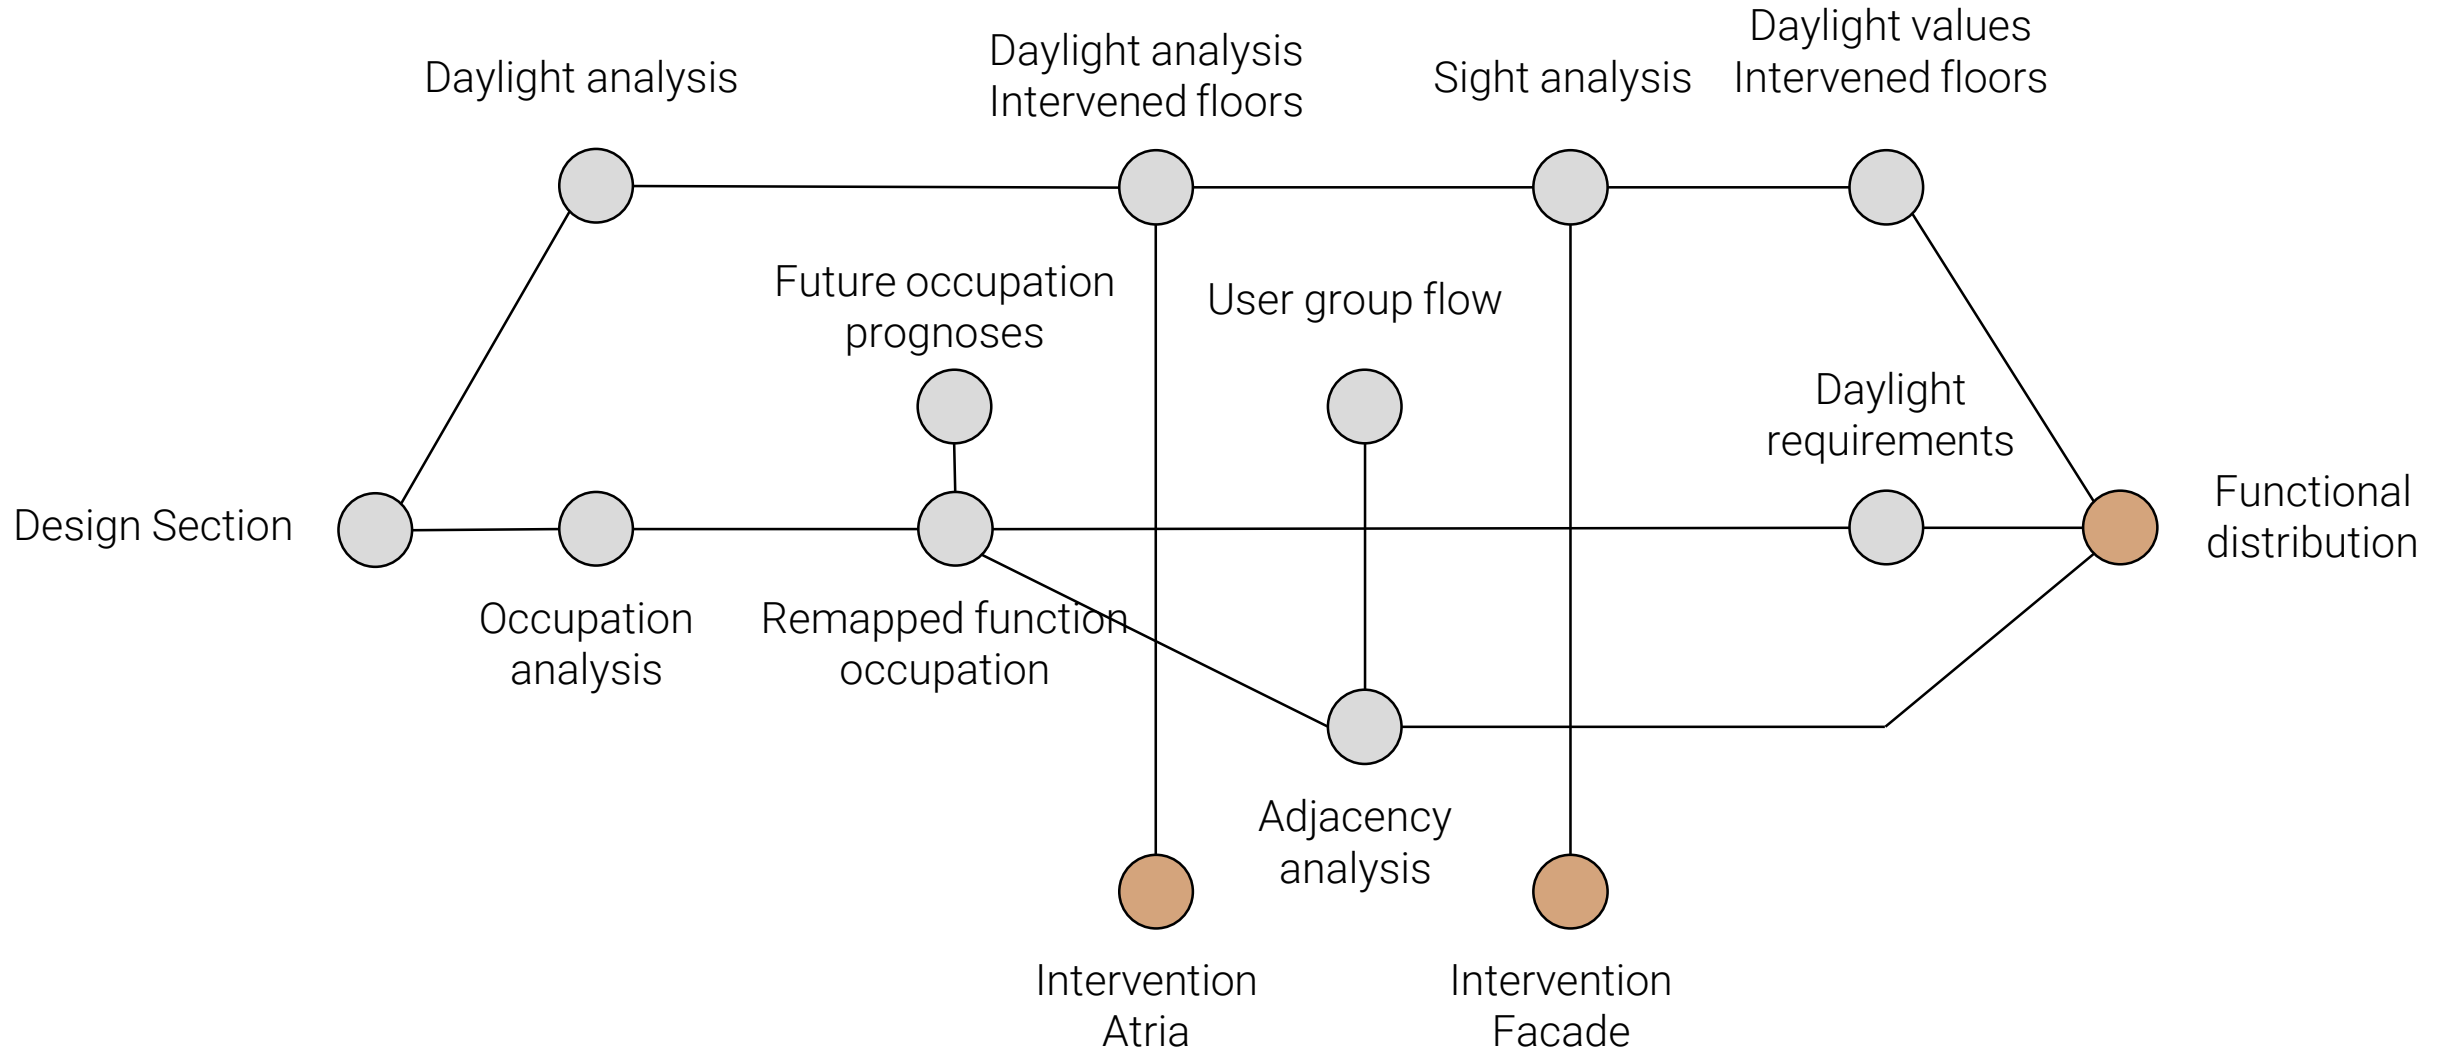 Daylight analysis
Daylight analysis
Intervened floors
Sight analysis
Daylight values
Intervened floors
Future occupation
prognoses
User group flow
Daylight
requirements
Design Section
Functional
distribution
Occupation
analysis
Remapped function
occupation
Adjacency
analysis
Intervention
Atria
Intervention
Facade